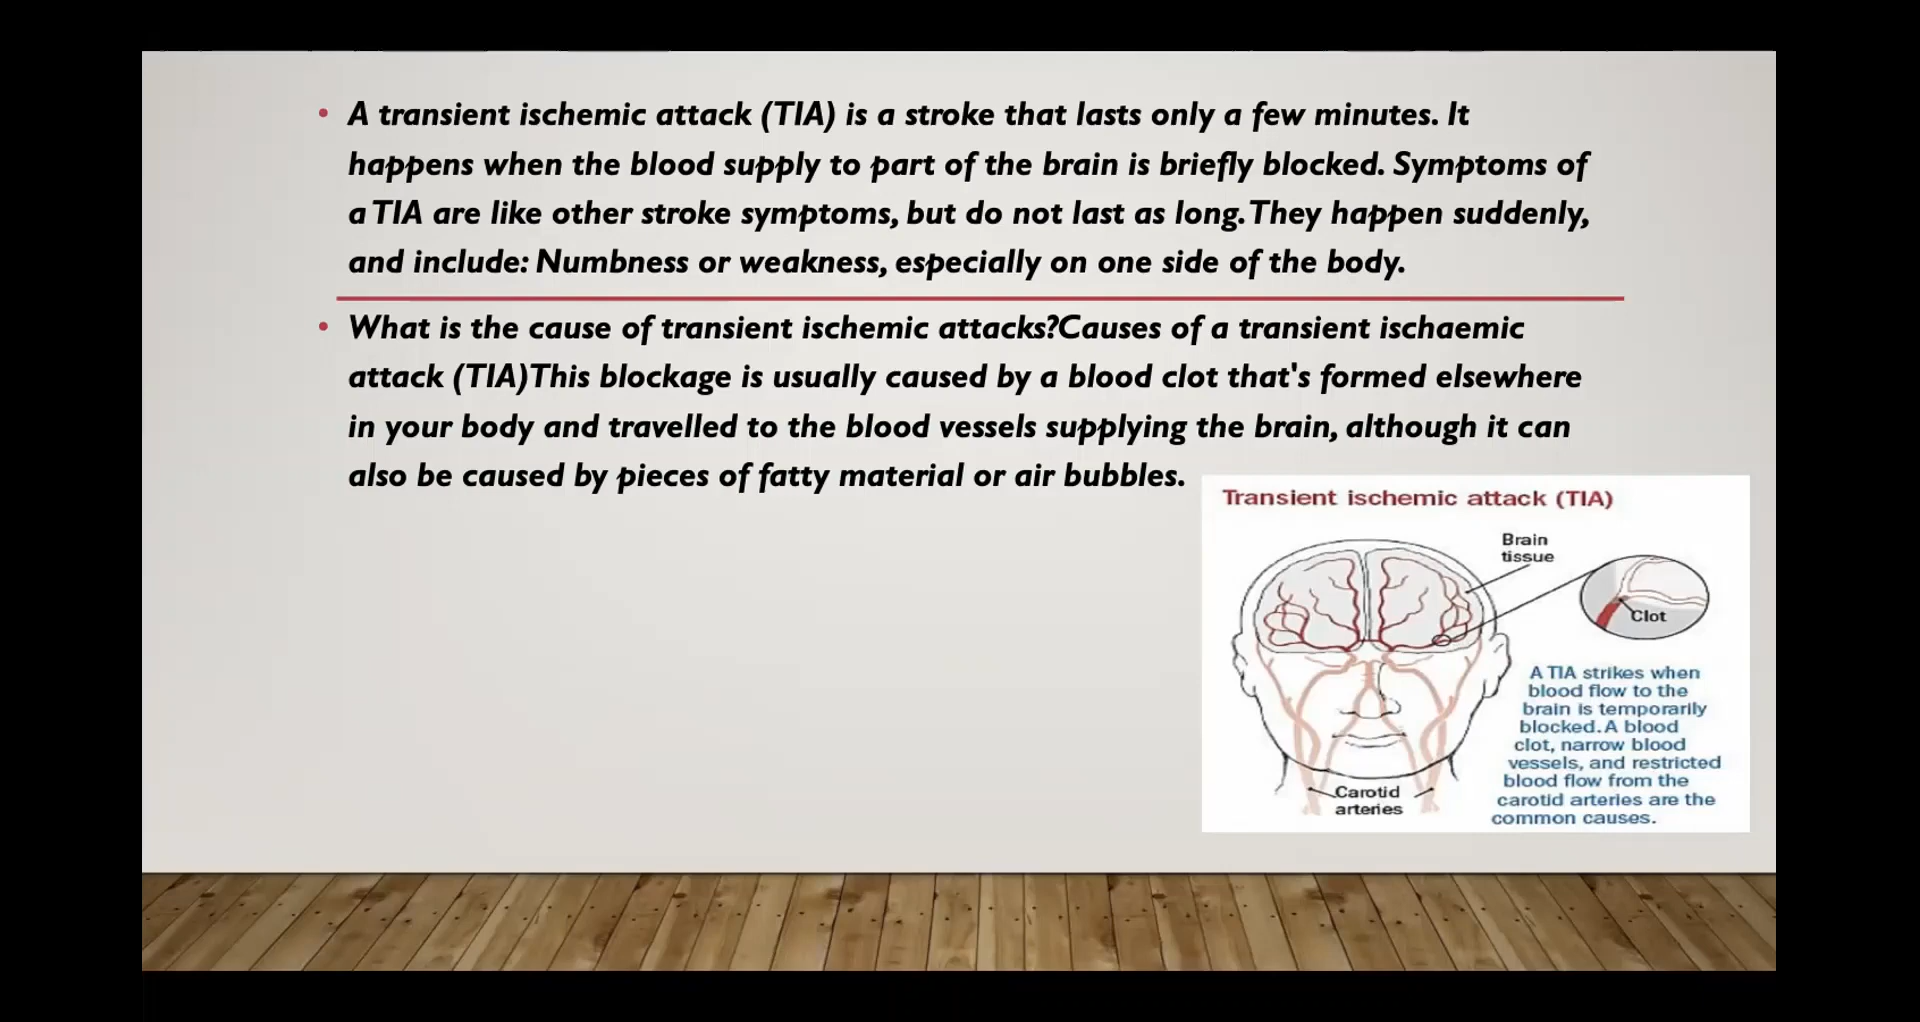 • A transient ischemic attack (TIA) is a stroke that lasts only a few minutes. It
happens when the blood supply to part of the brain is briefly blocked. Symptoms of
a TIA are like other stroke symptoms, but do not last as long. They happen suddenly,
and include: Numbness or weakness, especially on one side of the body.
• What is the cause of transient ischemic attacks?Causes of a transient ischaemic
attack (TIA)This blockage is usually caused by a blood clot that's formed elsewhere
in your body and travelled to the blood vessels supplying the brain, although it can
also be caused by pieces of fatty material or air bubbles.
Transient ischemic attack (TIA)
Brain
tissue
Clot
A TIA strikes when
blood flow to the
brain is temporarily
blocked. A blood
clot, narrow blood
vessels, and restricted
blood flow from the
carotid arteries are the
common causes.
Carotid
arteries